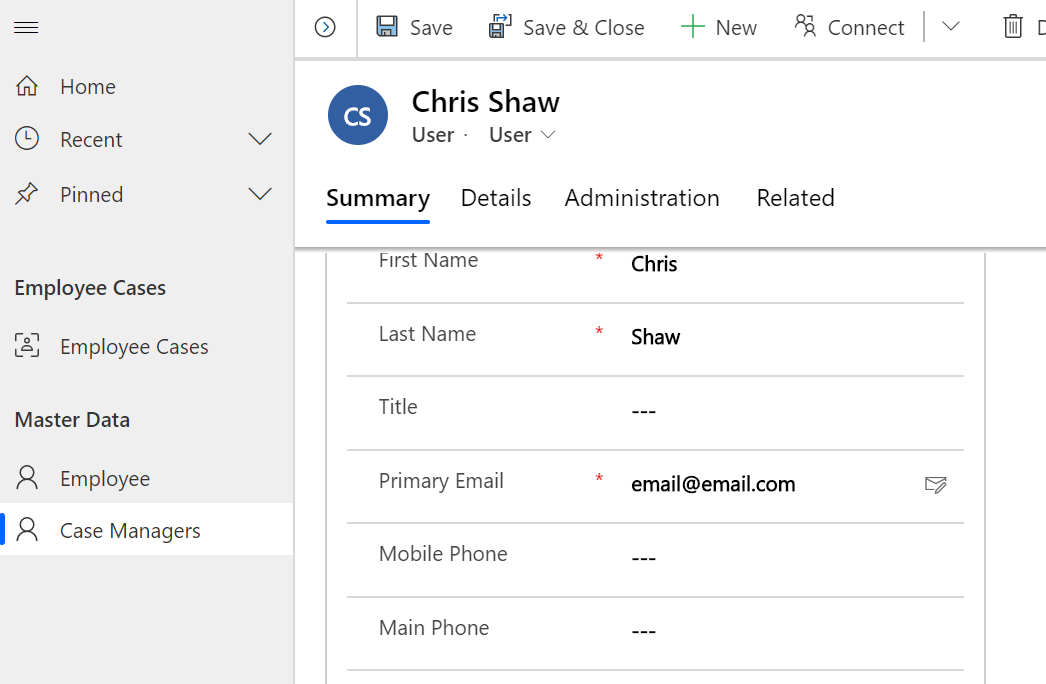 Home
Recent
Pinned
Employee Cases
Employee Cases
Master Data
Employee
Case Managers
Save Save & Close New Connect D
CS
Chris Shaw
User · User
Summary Details Administration Related
First Name * Chris
Last Name * Shaw
Title ---
Primary Email * email@email.com
Mobile Phone ---
Main Phone ---